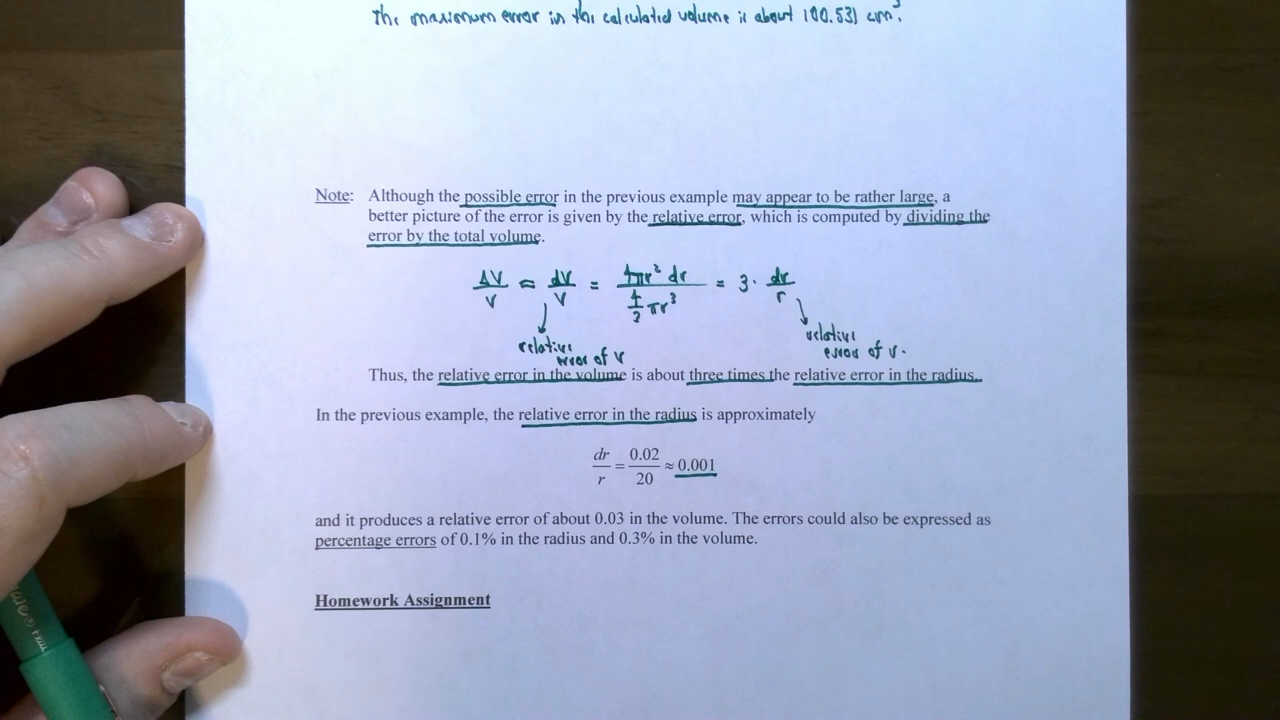 The maximum error in the calculated volume is about 100.531 cm³.
Note: Although the possible error in the previous example may appear to be rather large, a
better picture of the error is given by the relative error, which is computed by dividing the
error by the total volume.
ΔV/V ≈ dV/V = 4πr² dr / (4/3 πr³) = 3 · dr/r
relative error of V
relative error of r.
Thus, the relative error in the volume is about three times the relative error in the radius.
In the previous example, the relative error in the radius is approximately
dr/r = 0.02/20 ≈ 0.001
and it produces a relative error of about 0.03 in the volume. The errors could also be expressed as
percentage errors of 0.1% in the radius and 0.3% in the volume.
Homework Assignment